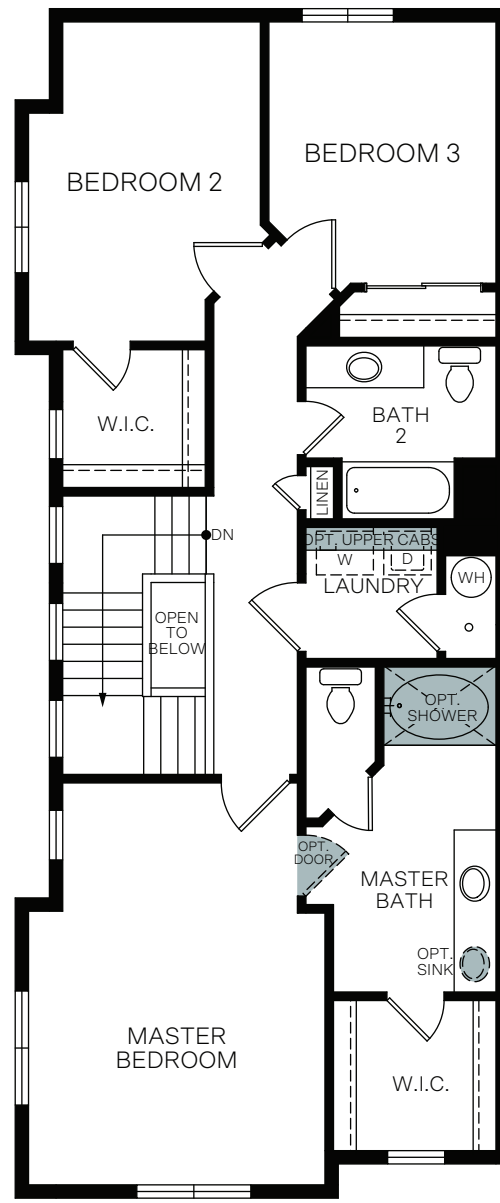 BEDROOM 2
BEDROOM 3
W.I.C.
BATH
2
LINEN
DN
OPT. UPPER CABS
W
D
LAUNDRY
WH
OPEN
TO
BELOW
OPT.
SHOWER
OPT.
DOOR
MASTER
BATH
OPT.
SINK
MASTER
BEDROOM
W.I.C.